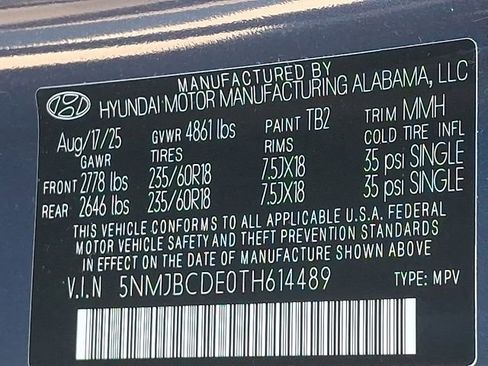 MANUFACTURED BY
HYUNDAI MOTOR MANUFACTURING ALABAMA, LLC
Aug/17/25 GVWR 4861 lbs PAINT TB2 TRIM MMH
GAWR TIRES RIMS COLD TIRE INFL
FRONT 2778 lbs 235/60R18 7.5JX18 35 psi SINGLE
REAR 2646 lbs 235/60R18 7.5JX18 35 psi SINGLE
THIS VEHICLE CONFORMS TO ALL APPLICABLE U.S.A. FEDERAL
MOTOR VEHICLE SAFETY BUMPER AND THEFT PREVENTION STANDARDS
IN EFFECT ON THE DATE OF MANUFACTURE SHOWN ABOVE
V.I.N 5NMJBCDE0TH614489 TYPE: MPV